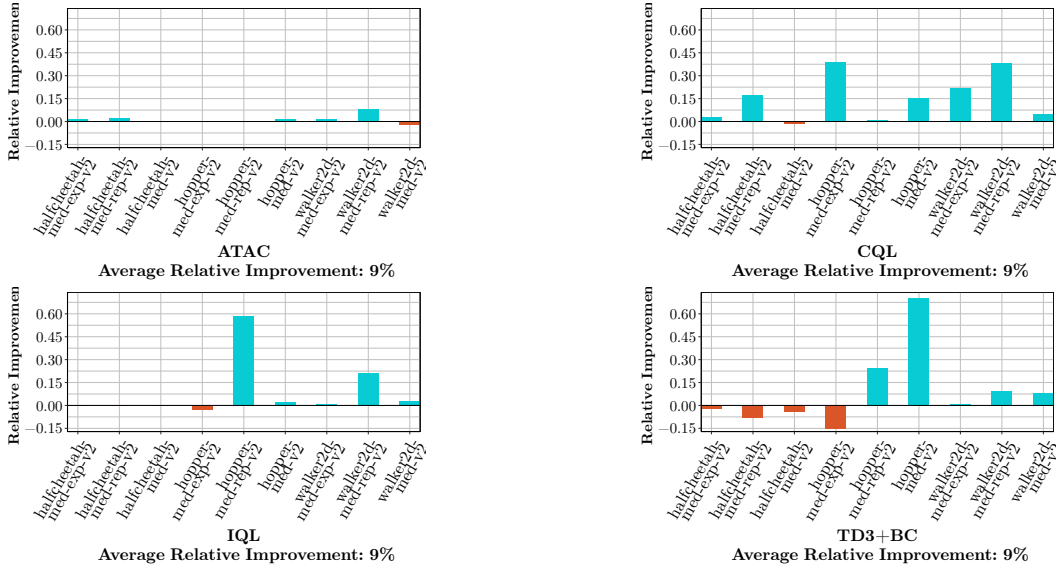 Relative Improvemen
0.60
0.45
0.30
0.15
0.00
−0.15
halfcheetah-
med-exp-v2
halfcheetah-
med-rep-v2
halfcheetah-
med-v2
hopper-
med-exp-v2
hopper-
med-rep-v2
hopper-
med-v2
walker2d-
med-exp-v2
walker2d-
med-rep-v2
walker2d-
med-v2
ATAC
Average Relative Improvement: 9%
Relative Improvemen
0.60
0.45
0.30
0.15
0.00
−0.15
halfcheetah-
med-exp-v2
halfcheetah-
med-rep-v2
halfcheetah-
med-v2
hopper-
med-exp-v2
hopper-
med-rep-v2
hopper-
med-v2
walker2d-
med-exp-v2
walker2d-
med-rep-v2
walker2d-
med-v2
CQL
Average Relative Improvement: 9%
Relative Improvemen
0.60
0.45
0.30
0.15
0.00
−0.15
halfcheetah-
med-exp-v2
halfcheetah-
med-rep-v2
halfcheetah-
med-v2
hopper-
med-exp-v2
hopper-
med-rep-v2
hopper-
med-v2
walker2d-
med-exp-v2
walker2d-
med-rep-v2
walker2d-
med-v2
IQL
Average Relative Improvement: 9%
Relative Improvemen
0.60
0.45
0.30
0.15
0.00
−0.15
halfcheetah-
med-exp-v2
halfcheetah-
med-rep-v2
halfcheetah-
med-v2
hopper-
med-exp-v2
hopper-
med-rep-v2
hopper-
med-v2
walker2d-
med-exp-v2
walker2d-
med-rep-v2
walker2d-
med-v2
TD3+BC
Average Relative Improvement: 9%